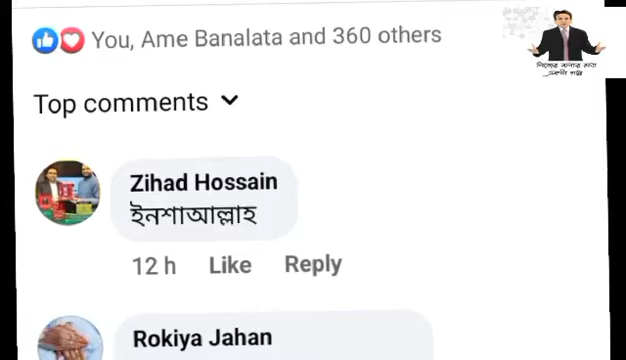 You, Ame Banalata and 360 others
Top comments
Zihad Hossain
ইনশাআল্লাহ
12 h Like Reply
Rokiya Jahan